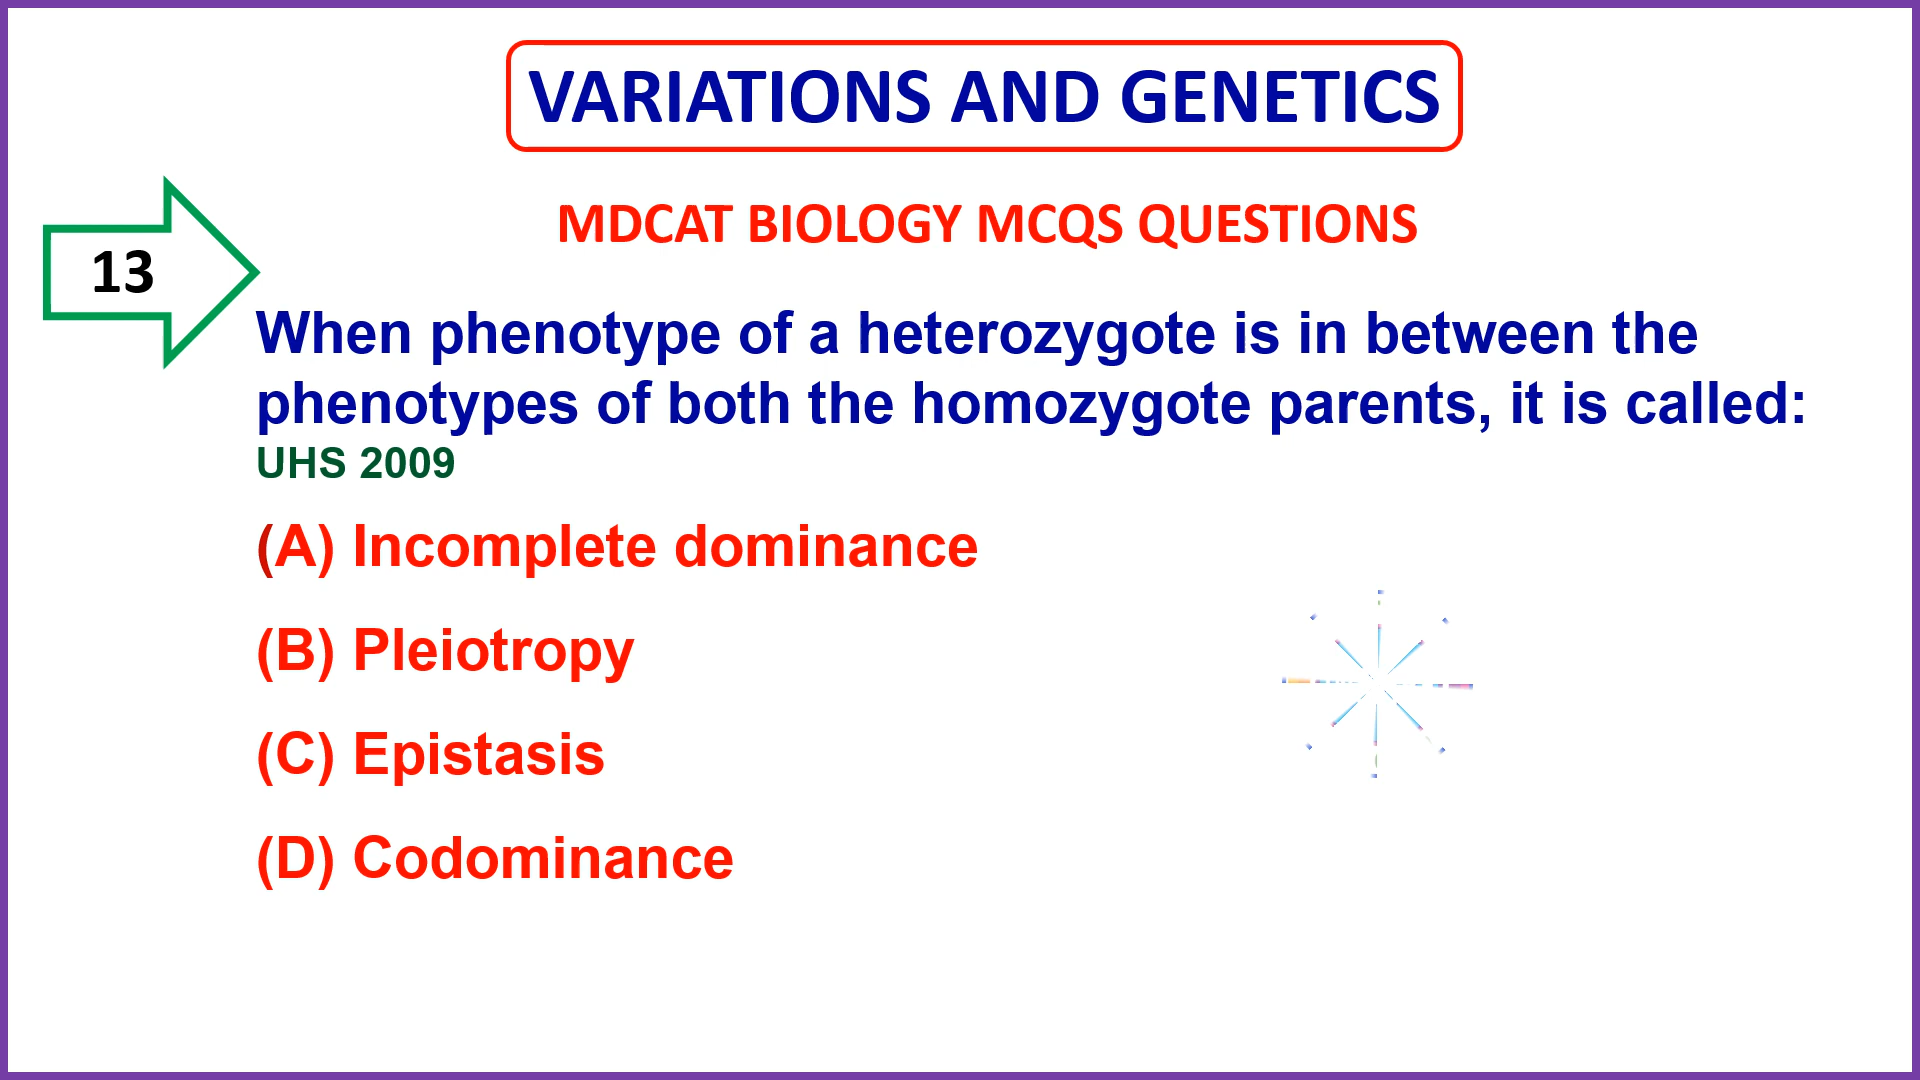 VARIATIONS AND GENETICS
MDCAT BIOLOGY MCQS QUESTIONS
13
When phenotype of a heterozygote is in between the
phenotypes of both the homozygote parents, it is called:
UHS 2009
(A) Incomplete dominance
(B) Pleiotropy
(C) Epistasis
(D) Codominance